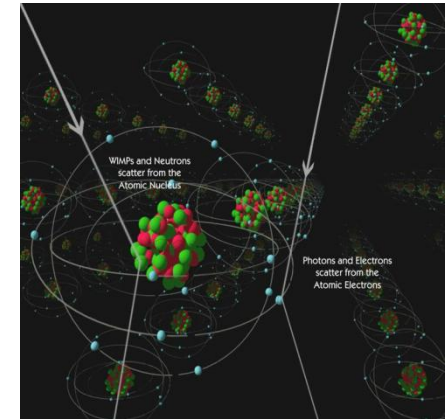 WIMPs and Neutrons
scatter from the
Atomic Nucleus
Photons and Electrons
scatter from the
Atomic Electrons